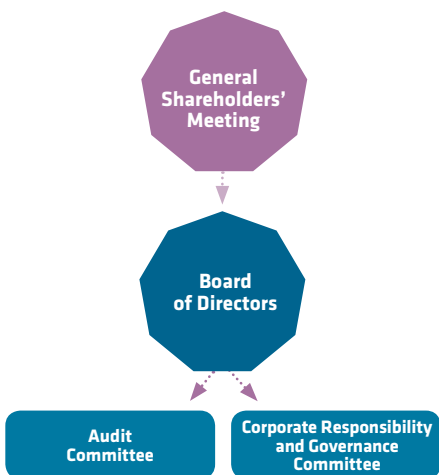 General
Shareholders’
Meeting
Board
of Directors
Audit
Committee
Corporate Responsibility
and Governance
Committee